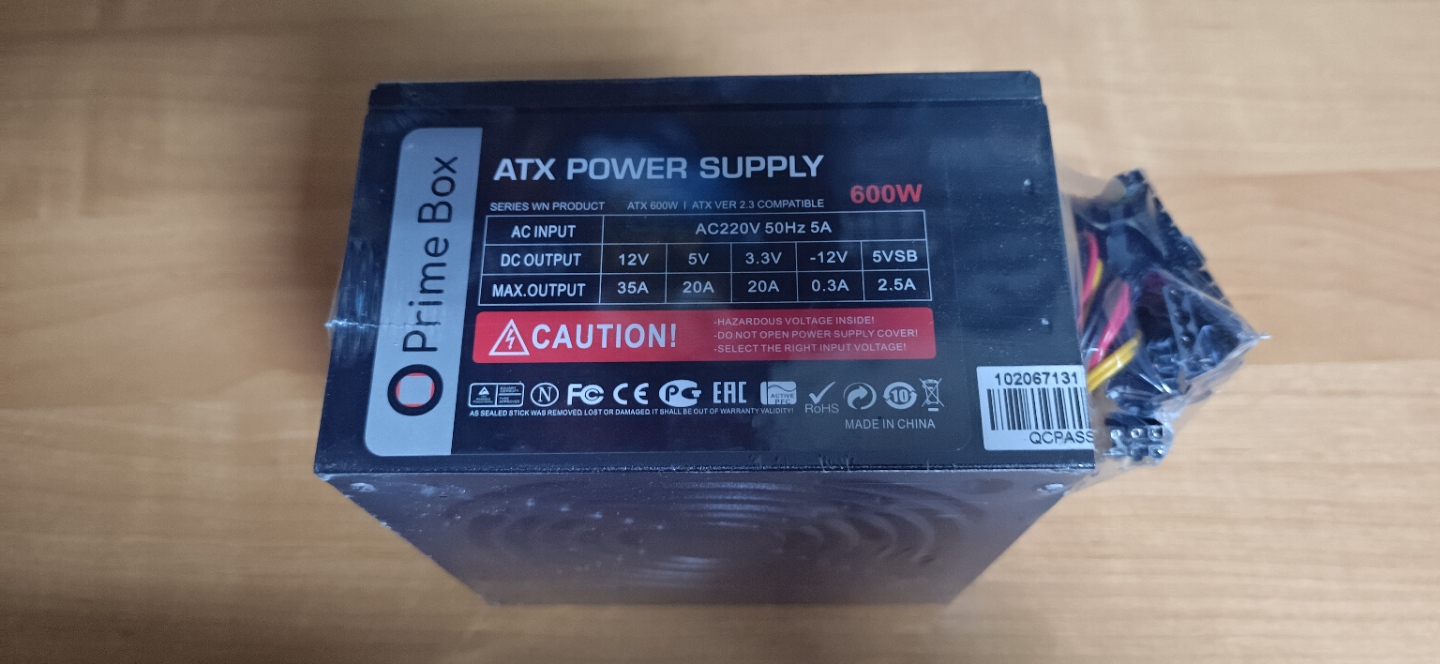 Prime Box
ATX POWER SUPPLY
600W
SERIES WN PRODUCT ATX 600W I ATX VER 2.3 COMPATIBLE
AC INPUT AC220V 50Hz 5A
DC OUTPUT 12V 5V 3.3V -12V 5VSB
MAX.OUTPUT 35A 20A 20A 0.3A 2.5A
CAUTION!
-HAZARDOUS VOLTAGE INSIDE!
-DO NOT OPEN POWER SUPPLY COVER!
-SELECT THE RIGHT INPUT VOLTAGE!
N FC CE PG EAC ACTIVE PFC RoHS 10
AS SEALED STICK WAS REMOVED, LOST OR DAMAGED, IT SHALL BE OUT OF WARRANTY VALIDITY!
MADE IN CHINA
102067131
QCPASS